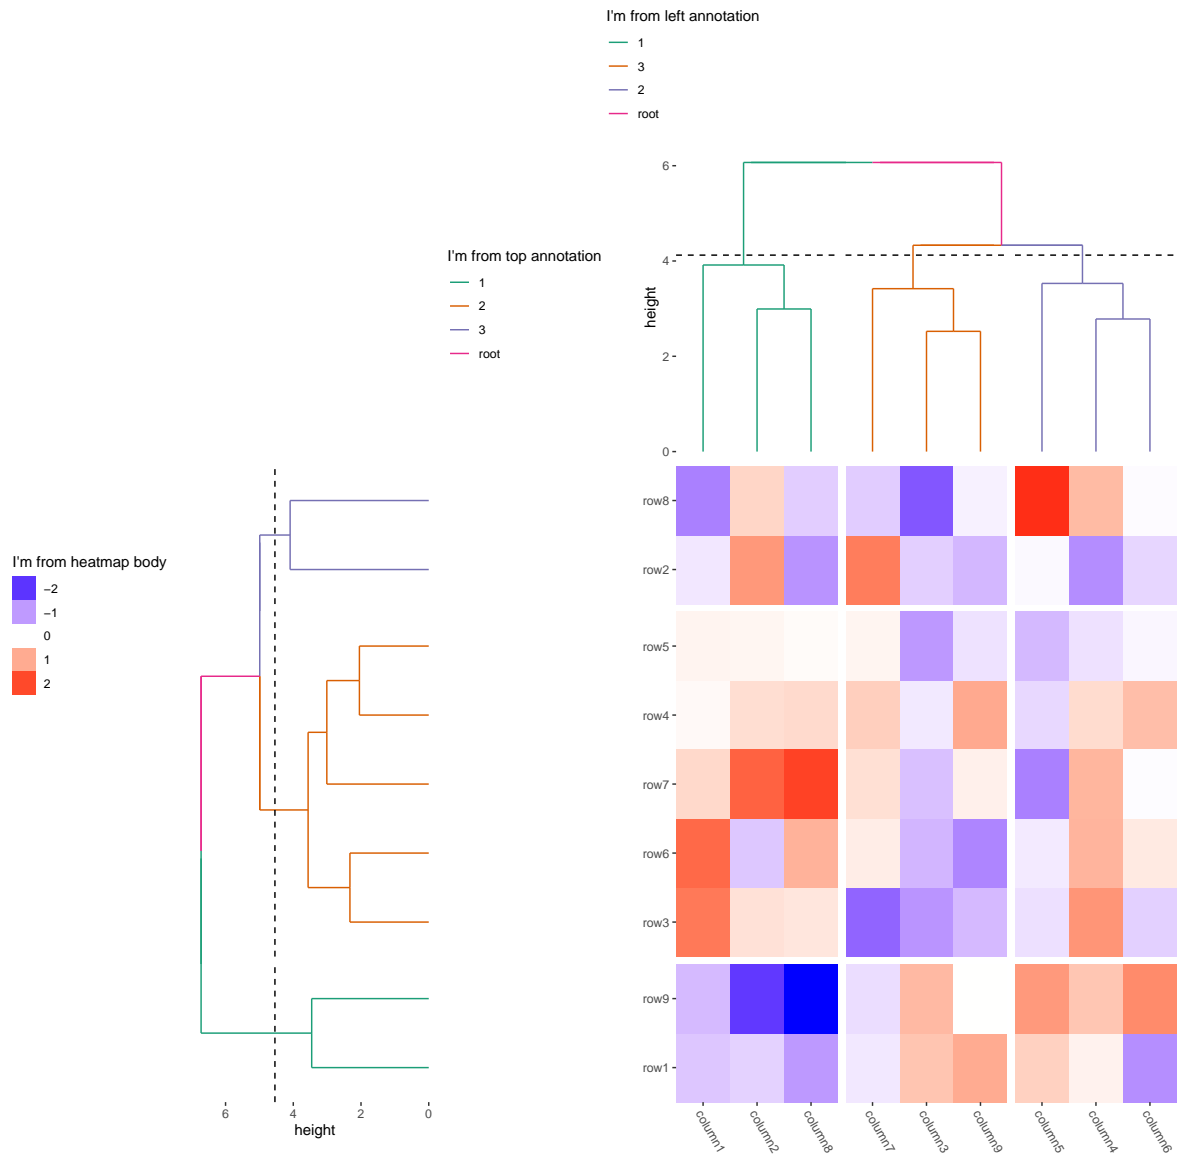 I'm from left annotation
1
3
2
root
6
4
2
0
height
I'm from top annotation
1
2
3
root
I'm from heatmap body
−2
−1
0
1
2
row8
row2
row5
row4
row7
row6
row3
row9
row1
6
4
2
0
height
column1
column2
column8
column7
column3
column9
column5
column4
column6